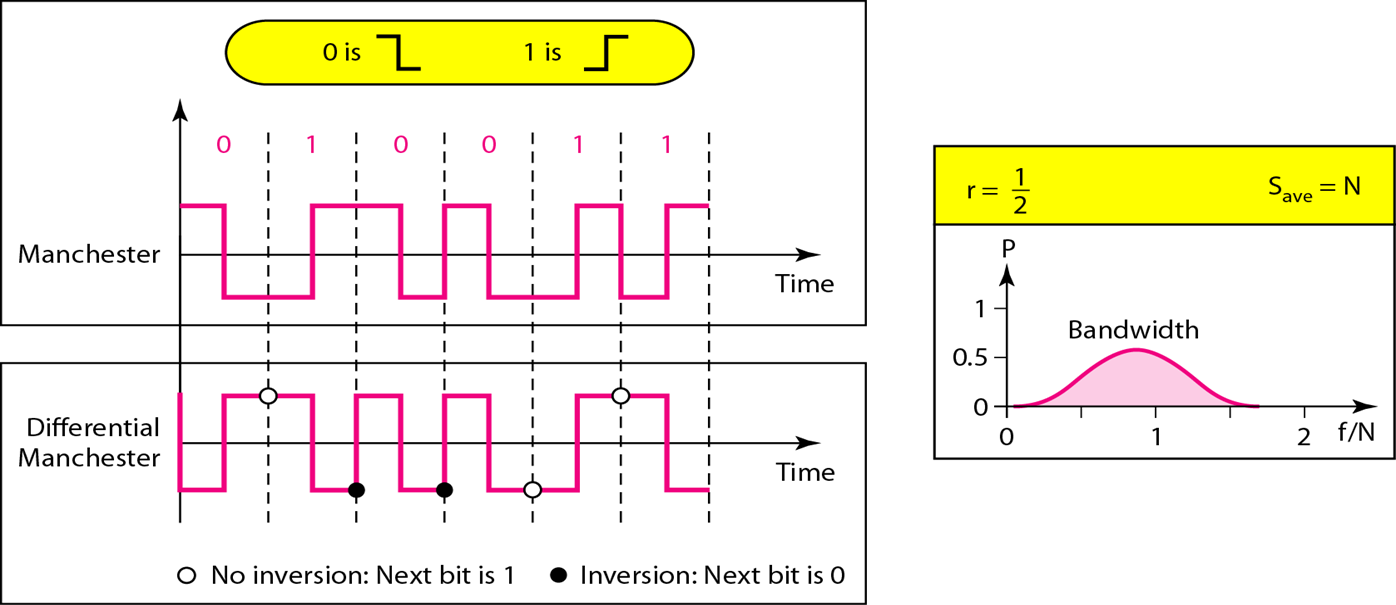 0 is 1 is
0 1 0 0 1 1
Manchester
Time
Differential
Manchester
Time
No inversion: Next bit is 1 Inversion: Next bit is 0
r = 1/2 Save = N
P
1
Bandwidth
0.5
0
0 1 2 f/N